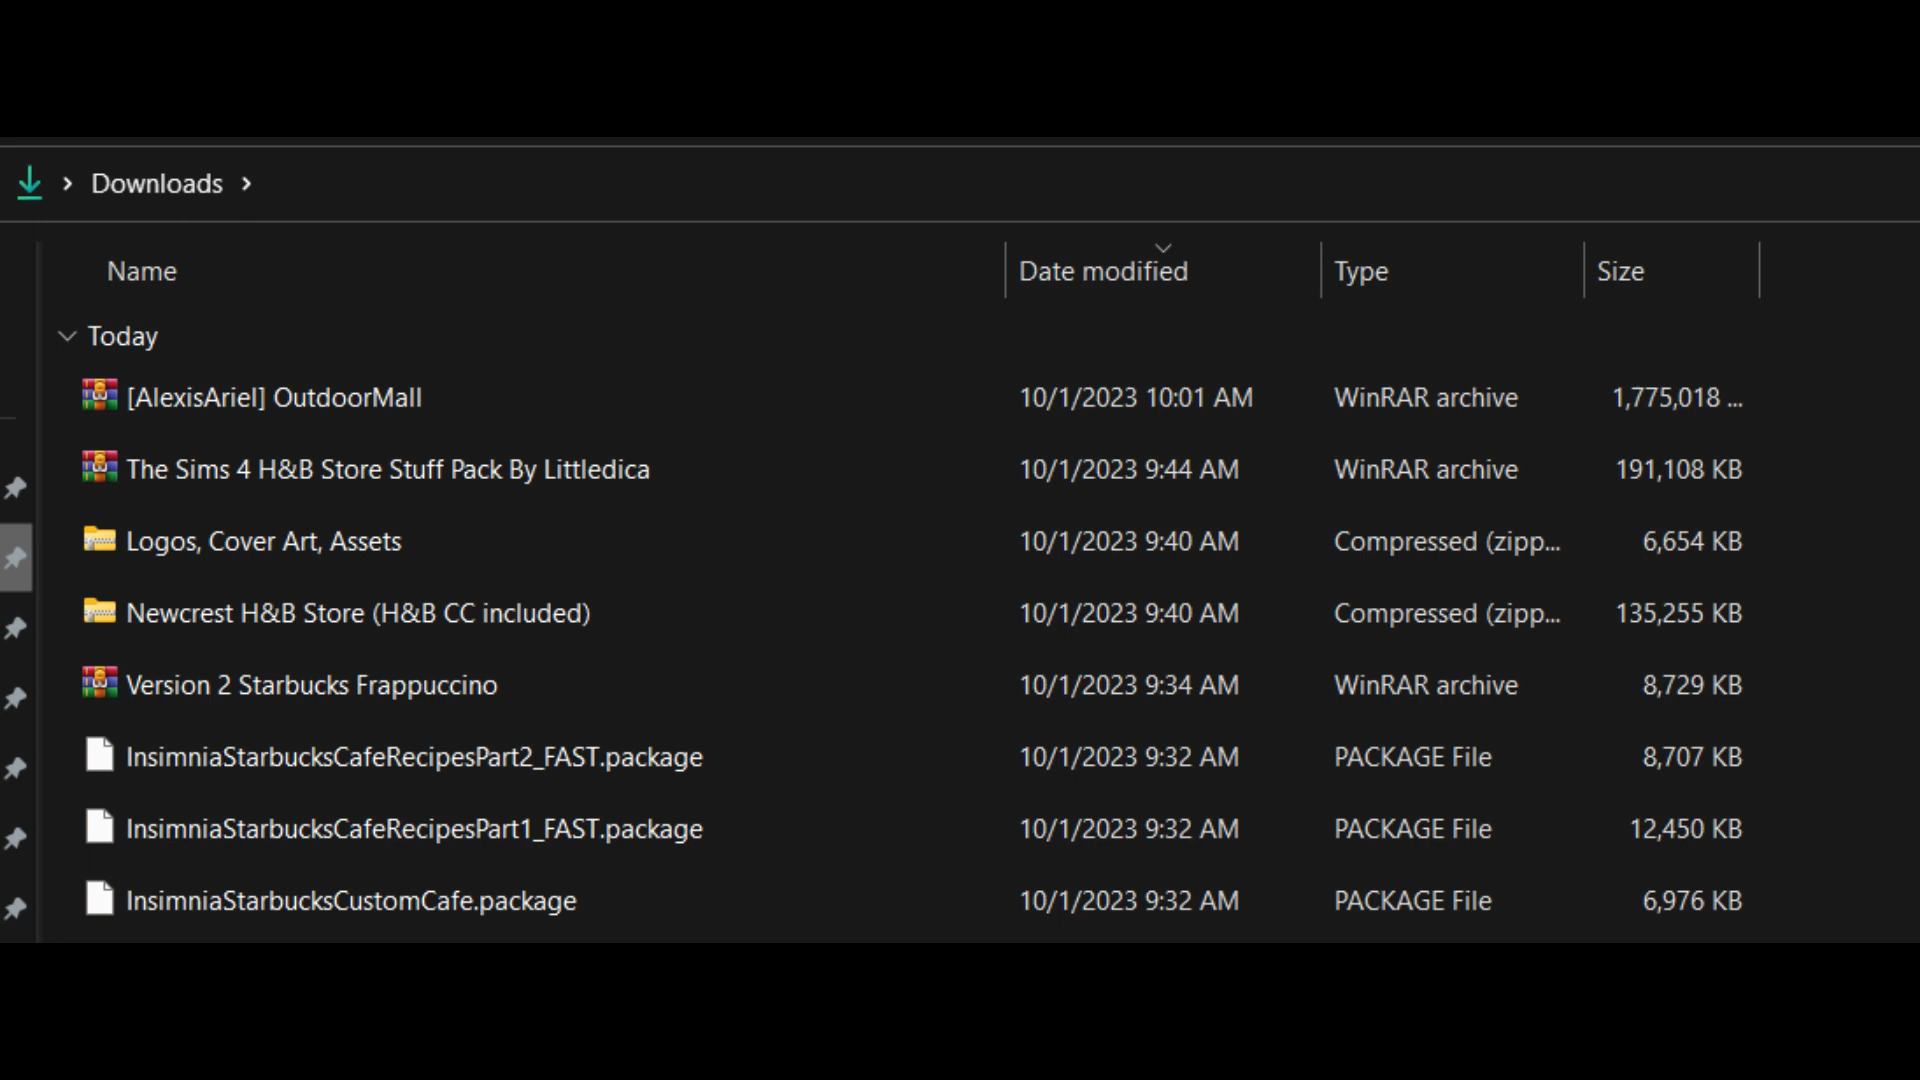 Downloads
Name Date modified Type Size
Today
[AlexisAriel] OutdoorMall 10/1/2023 10:01 AM WinRAR archive 1,775,018 ...
The Sims 4 H&B Store Stuff Pack By Littledica 10/1/2023 9:44 AM WinRAR archive 191,108 KB
Logos, Cover Art, Assets 10/1/2023 9:40 AM Compressed (zipp... 6,654 KB
Newcrest H&B Store (H&B CC included) 10/1/2023 9:40 AM Compressed (zipp... 135,255 KB
Version 2 Starbucks Frappuccino 10/1/2023 9:34 AM WinRAR archive 8,729 KB
InsimniaStarbucksCafeRecipesPart2_FAST.package 10/1/2023 9:32 AM PACKAGE File 8,707 KB
InsimniaStarbucksCafeRecipesPart1_FAST.package 10/1/2023 9:32 AM PACKAGE File 12,450 KB
InsimniaStarbucksCustomCafe.package 10/1/2023 9:32 AM PACKAGE File 6,976 KB